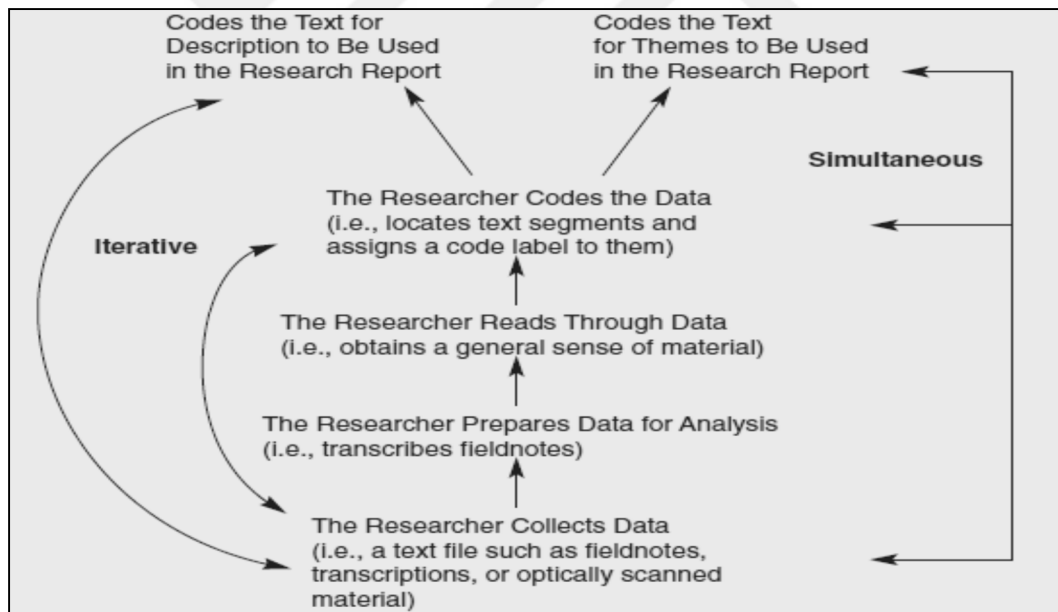 Codes the Text for
Description to Be Used
in the Research Report
Codes the Text
for Themes to Be Used
in the Research Report
Simultaneous
The Researcher Codes the Data
(i.e., locates text segments and
assigns a code label to them)
Iterative
The Researcher Reads Through Data
(i.e., obtains a general sense of material)
The Researcher Prepares Data for Analysis
(i.e., transcribes fieldnotes)
The Researcher Collects Data
(i.e., a text file such as fieldnotes,
transcriptions, or optically scanned
material)